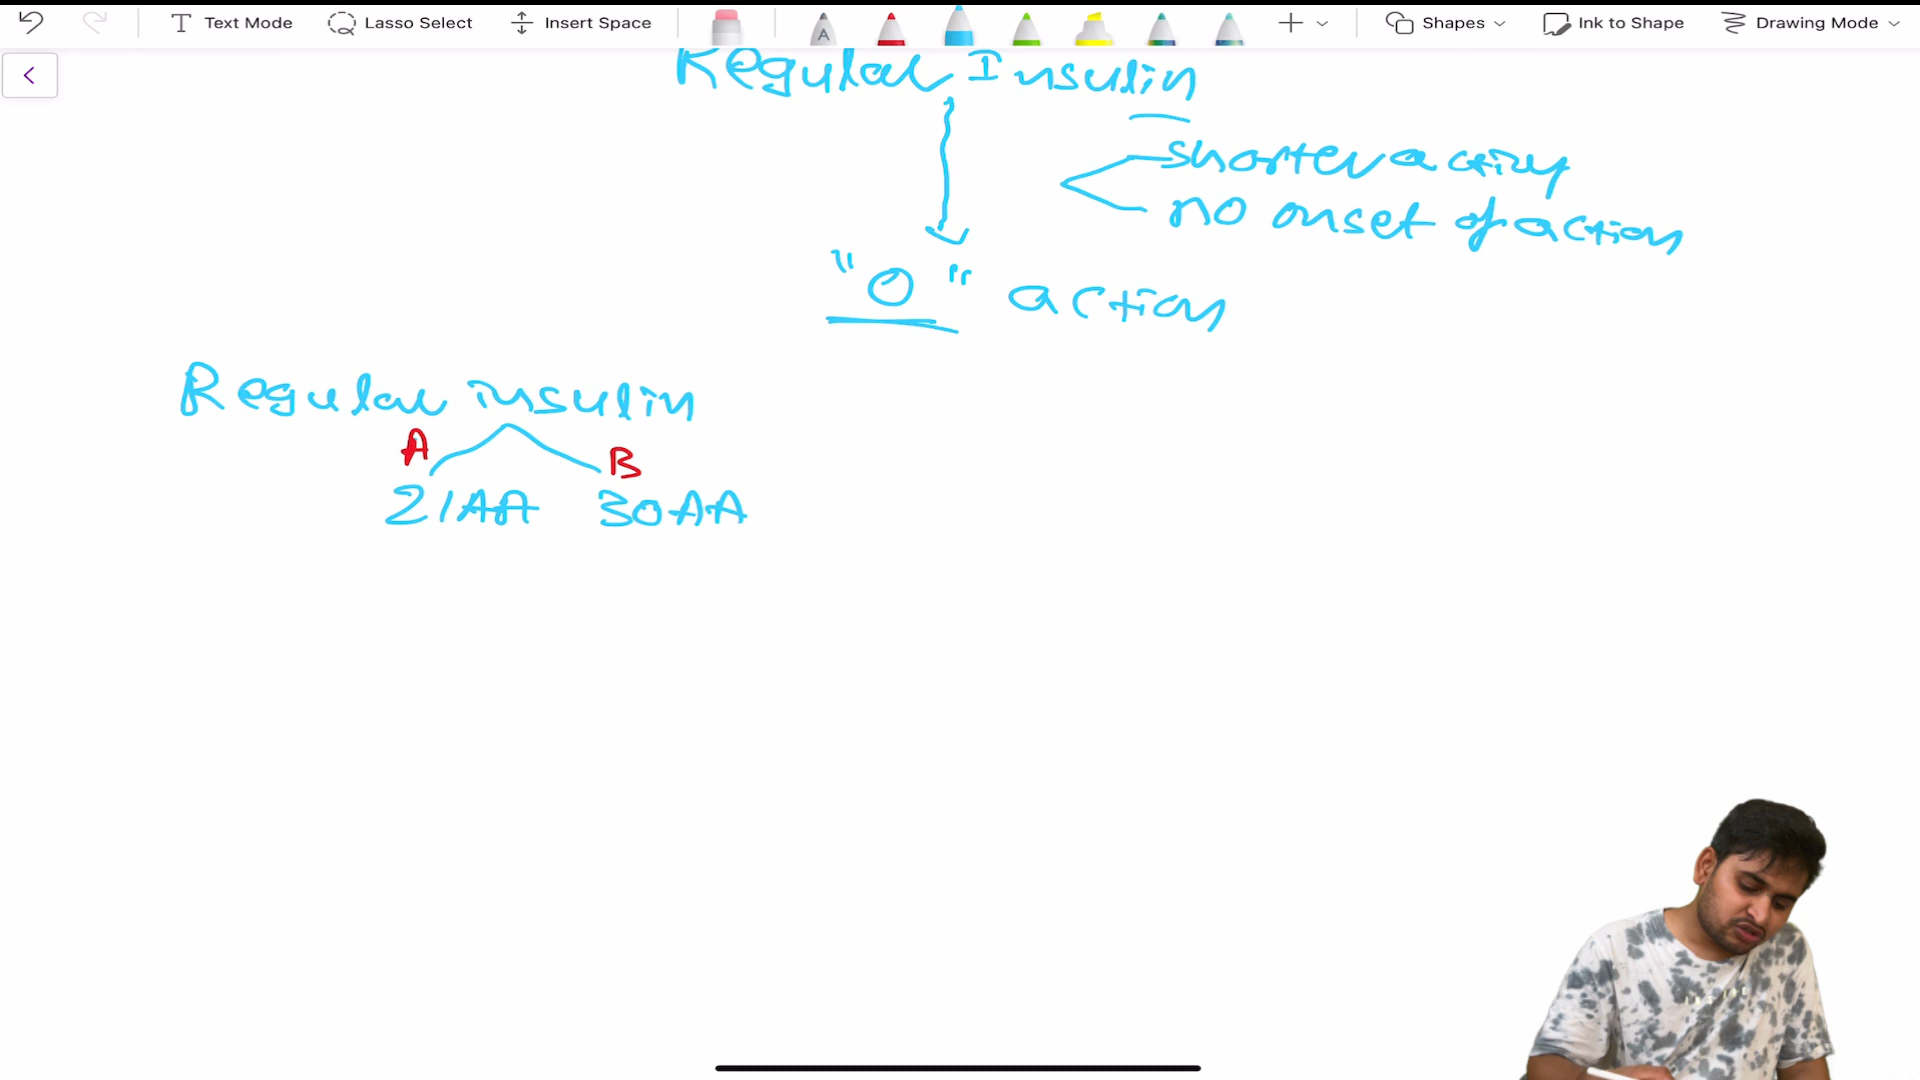 Text Mode Lasso Select Insert Space A Shapes Ink to Shape Drawing Mode
Regular Insulin
shorter acting
no onset of action
"O" action
Regular insulin
A B
21AA 30AA